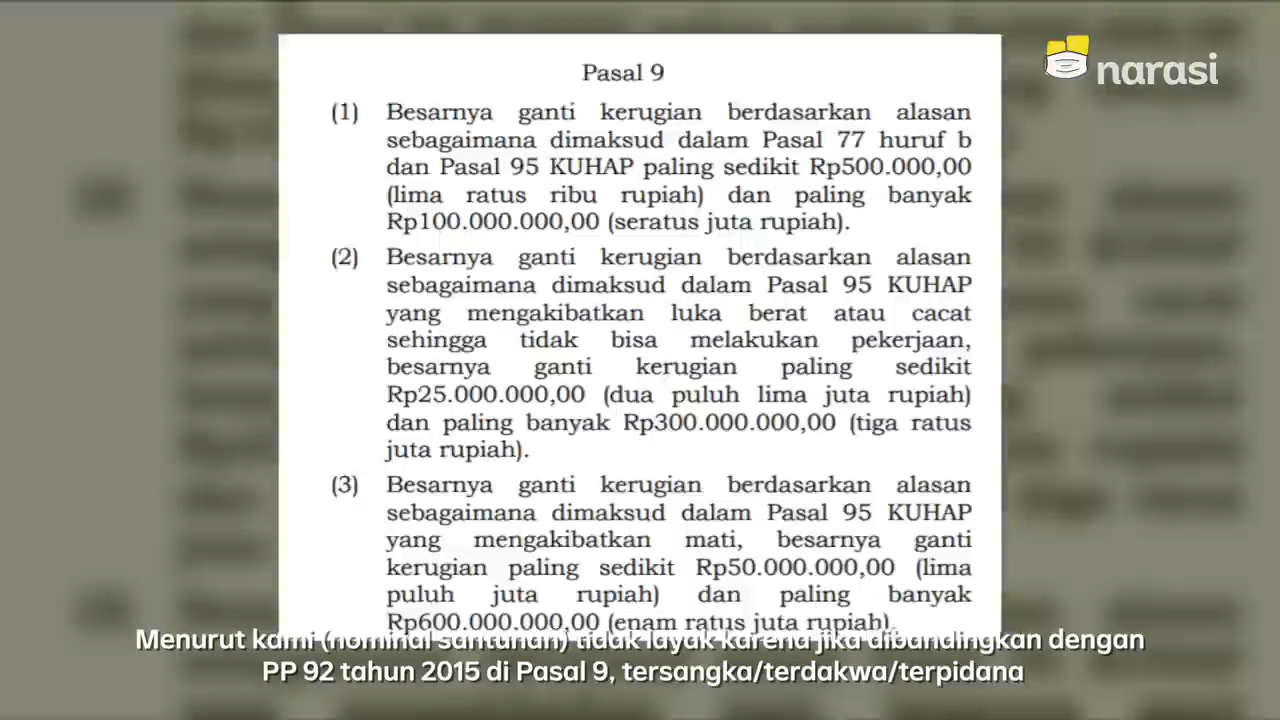 narasi
Pasal 9
(1) Besarnya ganti kerugian berdasarkan alasan
sebagaimana dimaksud dalam Pasal 77 huruf b
dan Pasal 95 KUHAP paling sedikit Rp500.000,00
(lima ratus ribu rupiah) dan paling banyak
Rp100.000.000,00 (seratus juta rupiah).
(2) Besarnya ganti kerugian berdasarkan alasan
sebagaimana dimaksud dalam Pasal 95 KUHAP
yang mengakibatkan luka berat atau cacat
sehingga tidak bisa melakukan pekerjaan,
besarnya ganti kerugian paling sedikit
Rp25.000.000,00 (dua puluh lima juta rupiah)
dan paling banyak Rp300.000.000,00 (tiga ratus
juta rupiah).
(3) Besarnya ganti kerugian berdasarkan alasan
sebagaimana dimaksud dalam Pasal 95 KUHAP
yang mengakibatkan mati, besarnya ganti
kerugian paling sedikit Rp50.000.000,00 (lima
puluh juta rupiah) dan paling banyak
Rp600.000.000,00 (enam ratus juta rupiah).
Menurut kami (nominal santunan) tidak layak karena jika dibandingkan dengan
PP 92 tahun 2015 di Pasal 9, tersangka/terdakwa/terpidana